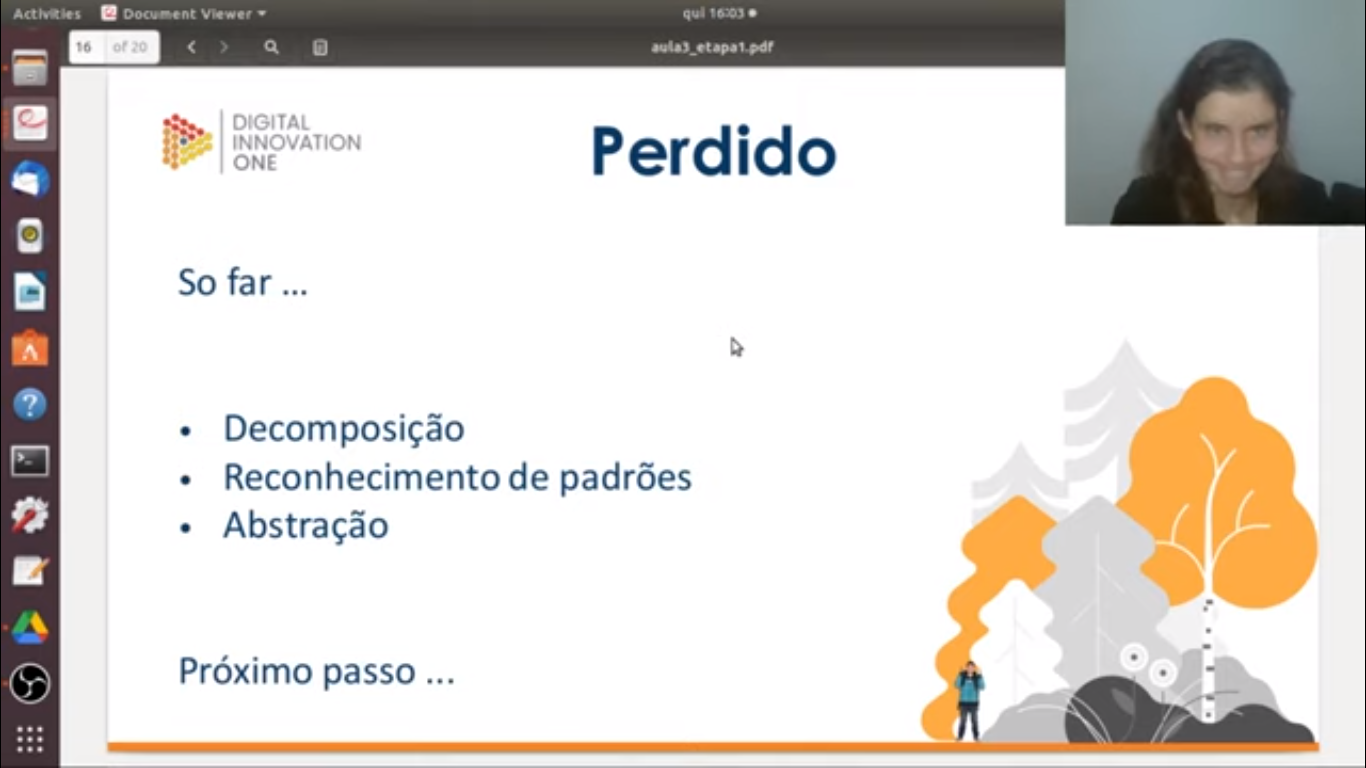 Activities Document Viewer qui 16:03
16 of 20 aula3_etapa1.pdf
DIGITAL
INNOVATION
ONE
Perdido
So far ...
• Decomposição
• Reconhecimento de padrões
• Abstração
Próximo passo ...